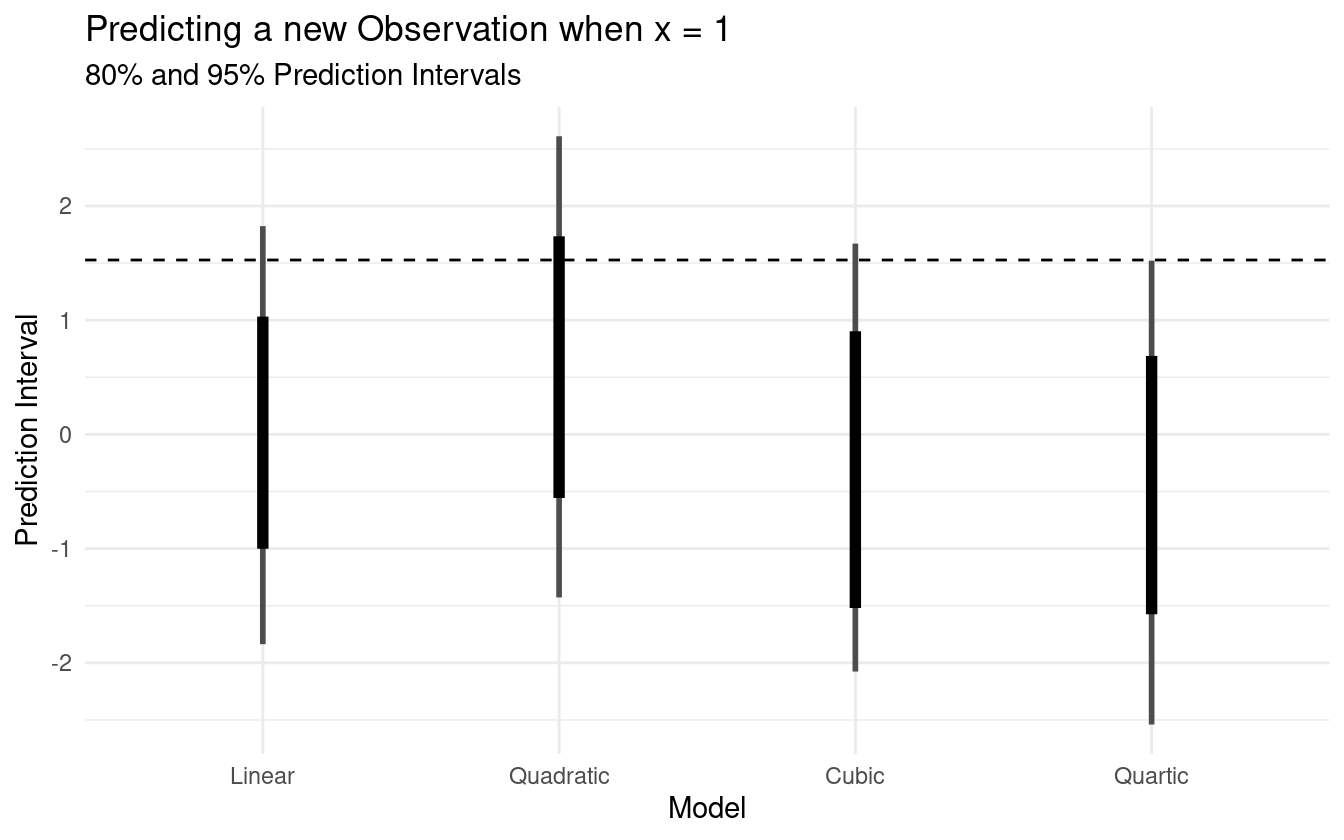 Predicting a new Observation when x = 1
80% and 95% Prediction Intervals
Prediction Interval
2
1
0
-1
-2
Linear Quadratic Cubic Quartic
Model